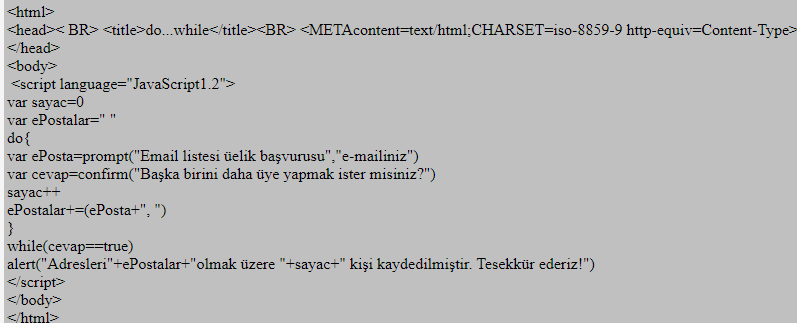 <html>
<head>< BR> <title>do...while</title><BR> <METAcontent=text/html;CHARSET=iso-8859-9 http-equiv=Content-Type>
</head>
<body>
<script language="JavaScript1.2">
var sayac=0
var ePostalar=" "
do{
var ePosta=prompt("Email listesi üelik başvurusu","e-mailiniz")
var cevap=confirm("Başka birini daha üye yapmak ister misiniz?")
sayac++
ePostalar+=(ePosta+", ")
}
while(cevap==true)
alert("Adresleri"+ePostalar+"olmak üzere "+sayac+" kişi kaydedilmiştir. Tesekkür ederiz!")
</script>
</body>
</html>